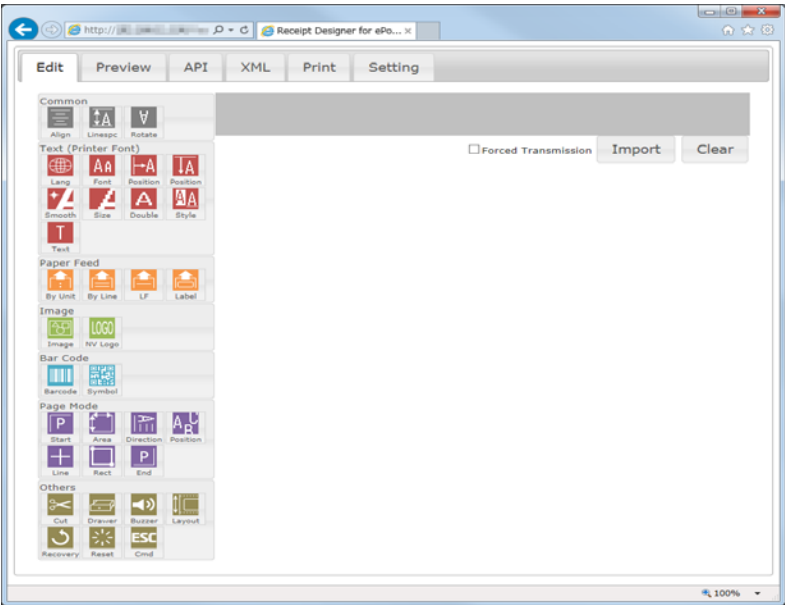 http://
Receipt Designer for ePo...
Edit Preview API XML Print Setting
Common
Align Linespc Rotate
Forced Transmission Import Clear
Text (Printer Font)
Lang Font Position Position
Smooth Size Double Style
Text
Paper Feed
By Unit By Line LF Label
Image
LOGO
Image NV Logo
Bar Code
Barcode Symbol
Page Mode
Start Area Direction Position
Line Rect End
Others
Cut Drawer Buzzer Layout
ESC
Recovery Reset Cmd
100%